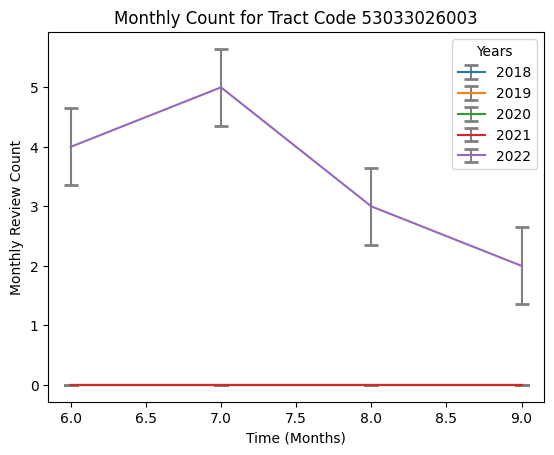 Monthly Count for Tract Code 53033026003
Years
2018
2019
2020
2021
2022
Monthly Review Count
5
4
3
2
1
0
6.0 6.5 7.0 7.5 8.0 8.5 9.0
Time (Months)